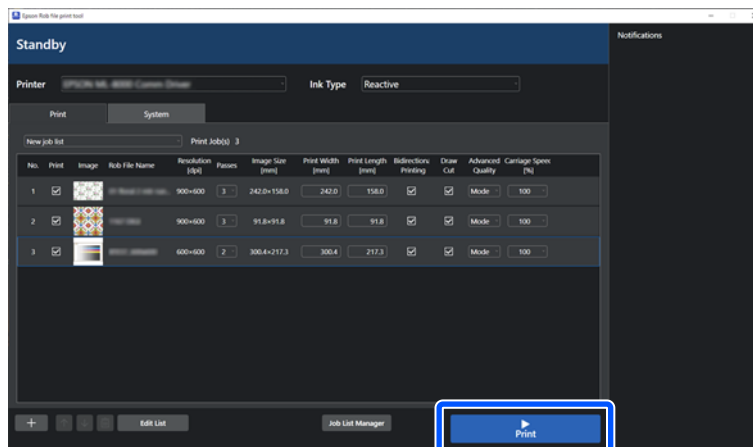 Epson Rob file print tool
Standby
Notifications
Printer
Ink Type Reactive
Print System
New job list Print Job(s) 3
No. Print Image Rob File Name Resolution [dpi] Passes Image Size [mm] Print Width [mm] Print Length [mm] Bidirection: Printing Draw Cut Advanced Quality Carriage Speed [%]
1 900×600 3 242.0×158.0 242.0 158.0 Mode 100
2 900×600 3 91.8×91.8 91.8 91.8 Mode 100
3 600×600 2 300.4×217.3 300.4 217.3 Mode 100
Edit List Job List Manager Print